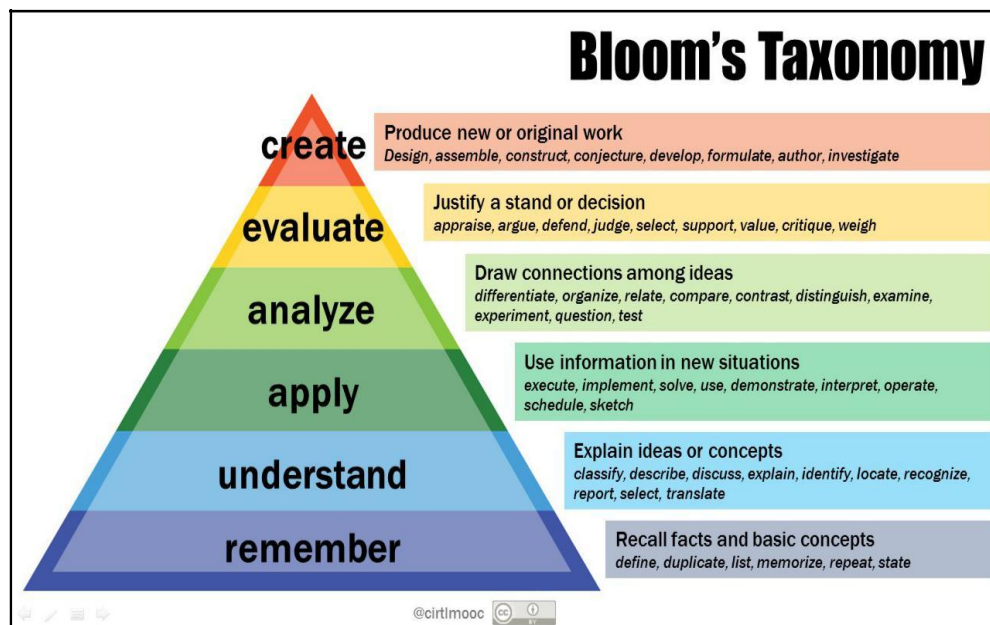 Bloom's Taxonomy
create
Produce new or original work
Design, assemble, construct, conjecture, develop, formulate, author, investigate
evaluate
Justify a stand or decision
appraise, argue, defend, judge, select, support, value, critique, weigh
analyze
Draw connections among ideas
differentiate, organize, relate, compare, contrast, distinguish, examine,
experiment, question, test
apply
Use information in new situations
execute, implement, solve, use, demonstrate, interpret, operate,
schedule, sketch
understand
Explain ideas or concepts
classify, describe, discuss, explain, identify, locate, recognize,
report, select, translate
remember
Recall facts and basic concepts
define, duplicate, list, memorize, repeat, state
@cirtlmooc
cc
BY